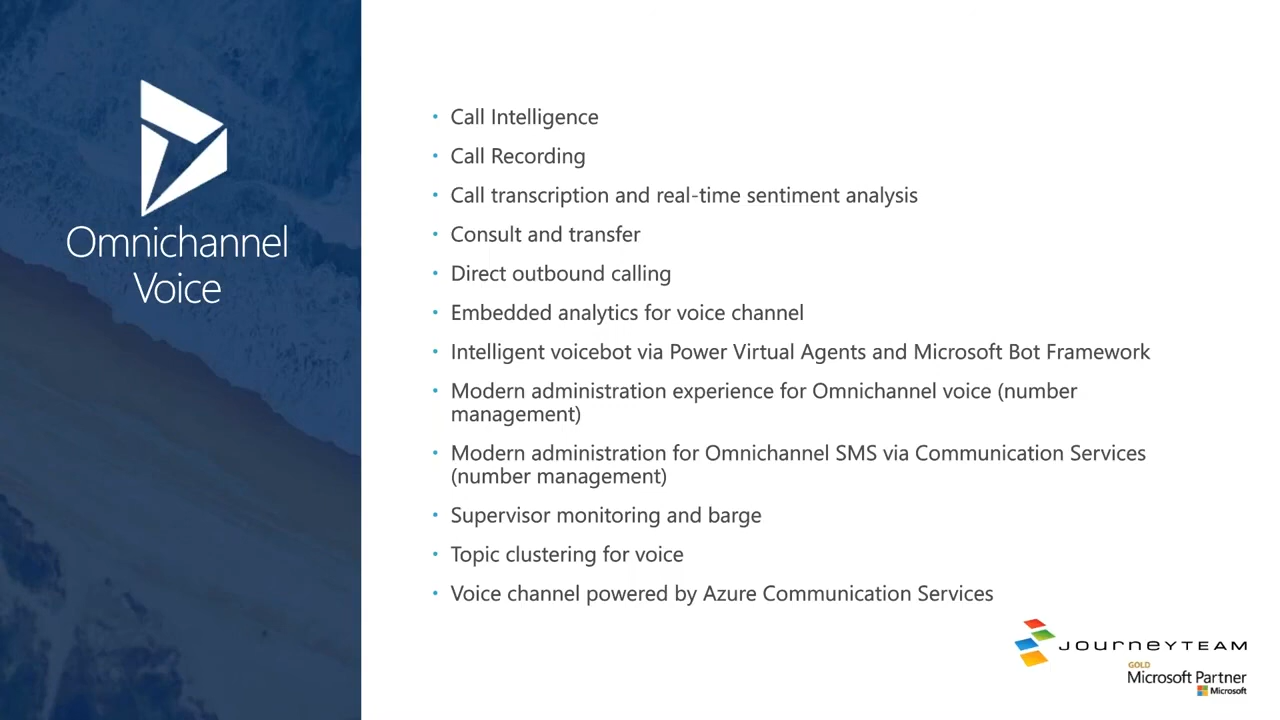 Omnichannel
Voice
• Call Intelligence
• Call Recording
• Call transcription and real-time sentiment analysis
• Consult and transfer
• Direct outbound calling
• Embedded analytics for voice channel
• Intelligent voicebot via Power Virtual Agents and Microsoft Bot Framework
• Modern administration experience for Omnichannel voice (number
management)
• Modern administration for Omnichannel SMS via Communication Services
(number management)
• Supervisor monitoring and barge
• Topic clustering for voice
• Voice channel powered by Azure Communication Services
JOURNEYTEAM
GOLD
Microsoft Partner
Microsoft